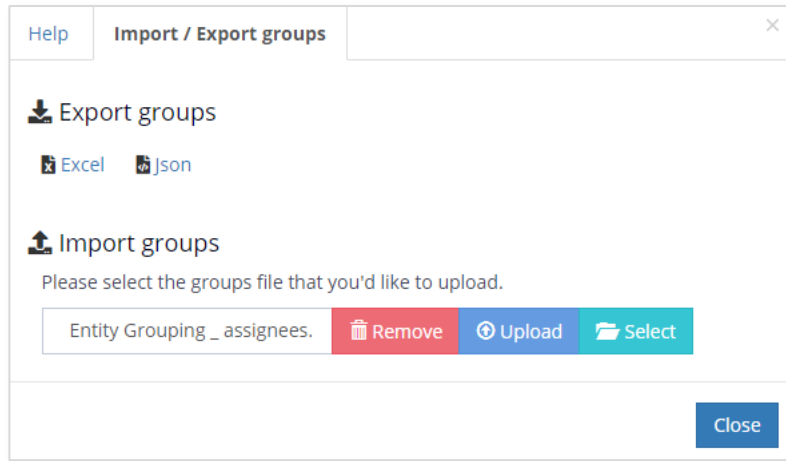 Help Import / Export groups ×
Export groups
Excel Json
Import groups
Please select the groups file that you'd like to upload.
Entity Grouping _ assignees. Remove Upload Select
Close